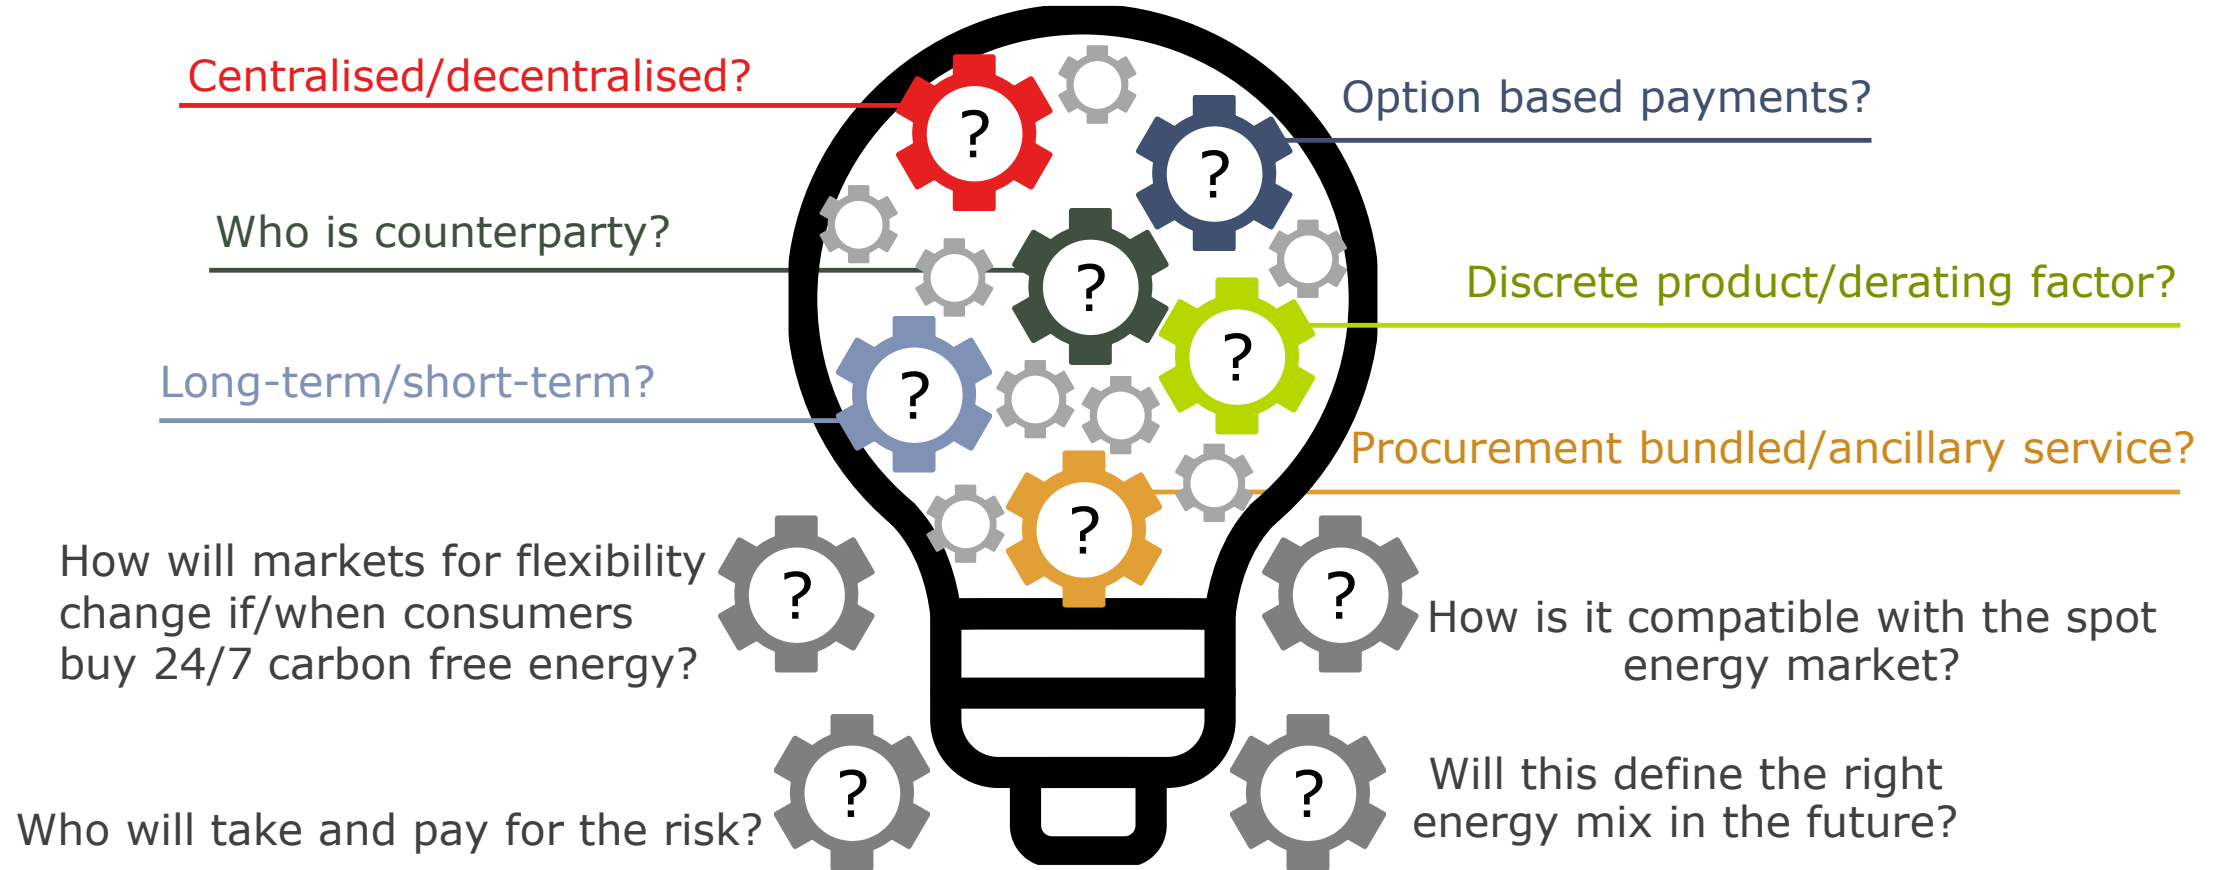 Centralised/decentralised?
Option based payments?
?
?
Who is counterparty?
Discrete product/derating factor?
?
?
Long-term/short-term?
?
Procurement bundled/ancillary service?
?
How will markets for flexibility
change if/when consumers
buy 24/7 carbon free energy?
?
?
How is it compatible with the spot
energy market?
Who will take and pay for the risk?
?
?
Will this define the right
energy mix in the future?